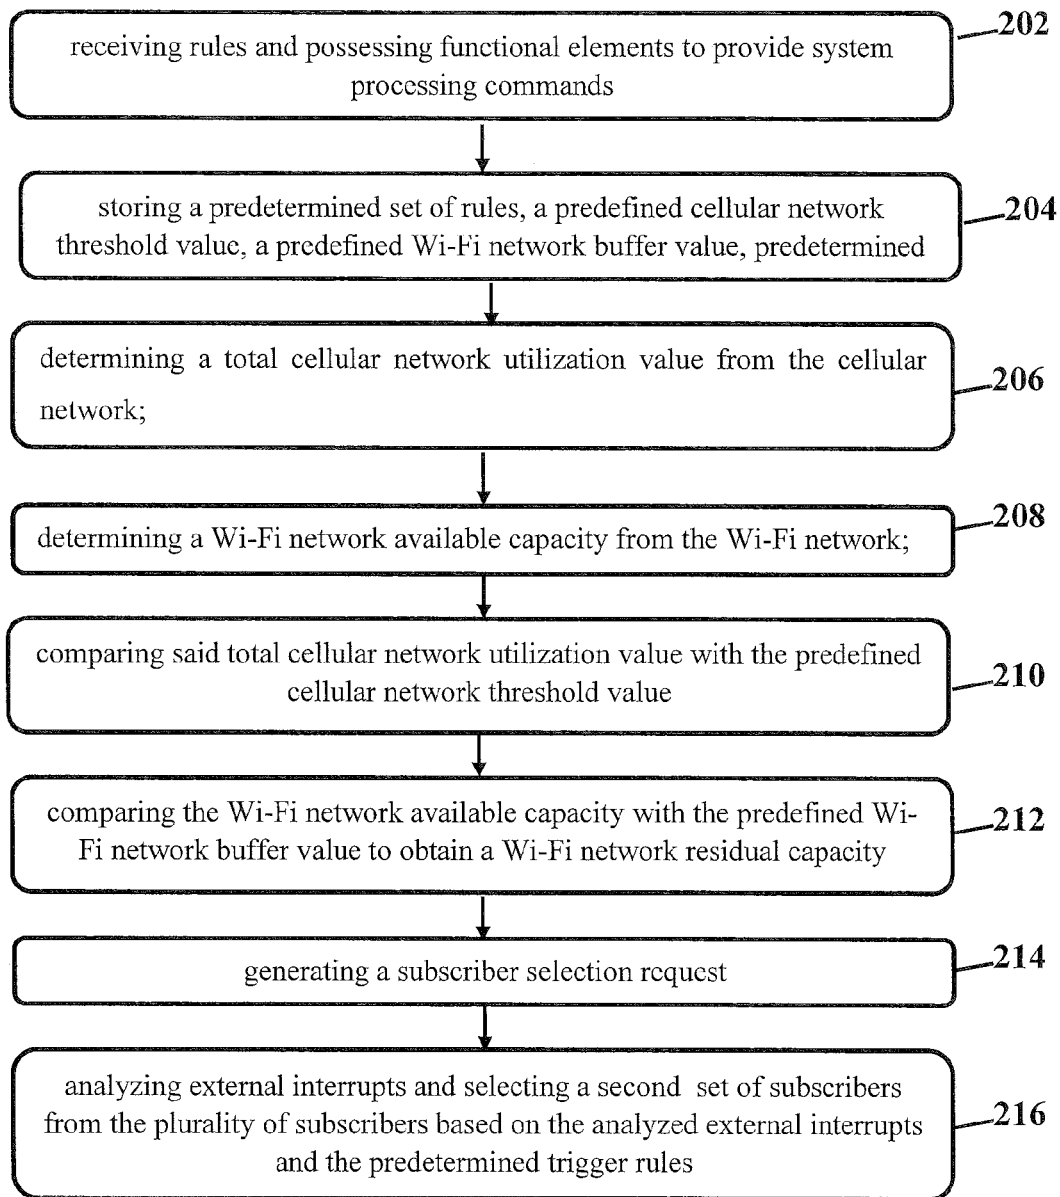 receiving rules and possessing functional elements to provide system
processing commands
202
storing a predetermined set of rules, a predefined cellular network
threshold value, a predefined Wi-Fi network buffer value, predetermined
204
determining a total cellular network utilization value from the cellular
network;
206
determining a Wi-Fi network available capacity from the Wi-Fi network;
208
comparing said total cellular network utilization value with the predefined
cellular network threshold value
210
comparing the Wi-Fi network available capacity with the predefined Wi-
Fi network buffer value to obtain a Wi-Fi network residual capacity
212
generating a subscriber selection request
214
analyzing external interrupts and selecting a second set of subscribers
from the plurality of subscribers based on the analyzed external interrupts
and the predetermined trigger rules
216